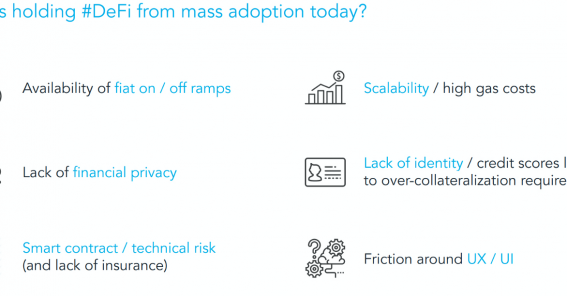 s holding #DeFi from mass adoption today?
Availability of fiat on / off ramps
Scalability / high gas costs
Lack of financial privacy
Lack of identity / credit scores
to over-collateralization require
Smart contract / technical risk
(and lack of insurance)
Friction around UX / UI